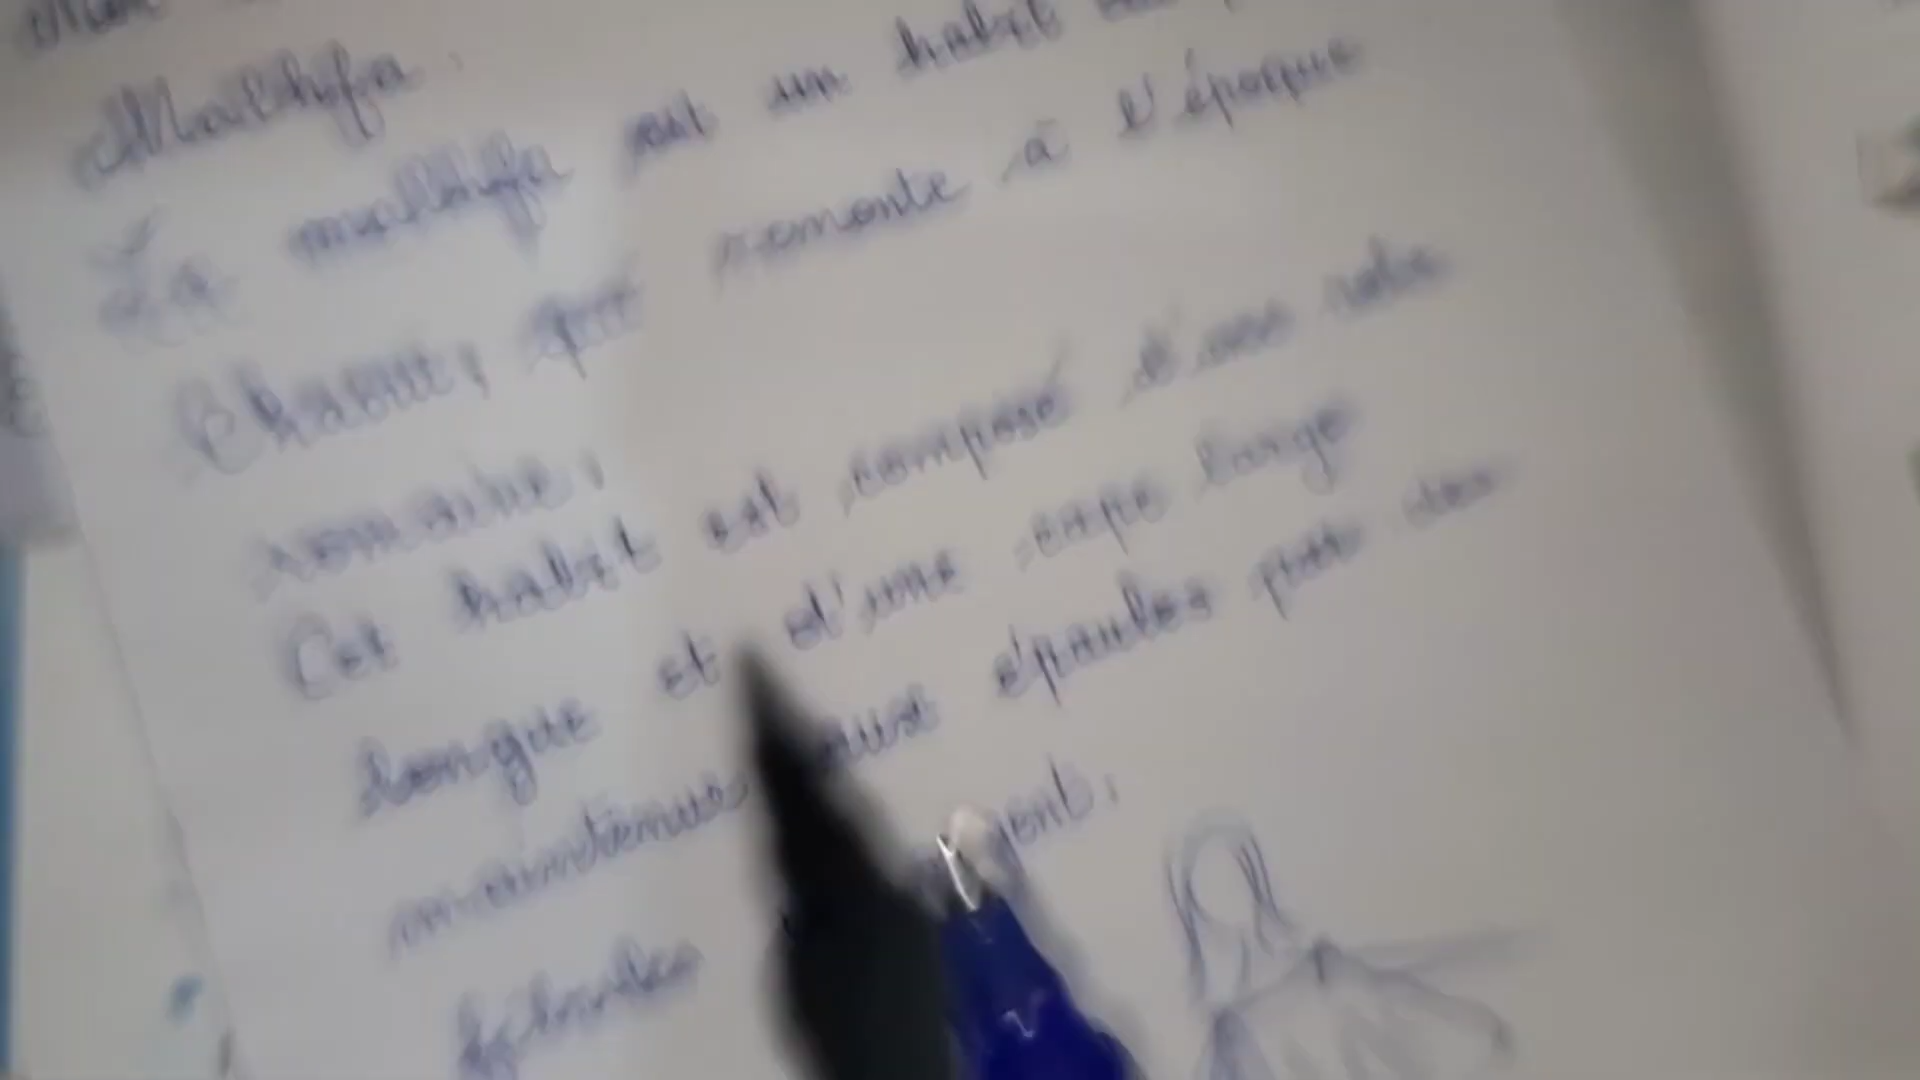 Malhfa.
La malhfa est un habit
Chaoui, qui remonte à l'époque
romaine,
Cet habit est composé d'une robe
longue et d'une cape large
maintenue aux épaules par des
fibules